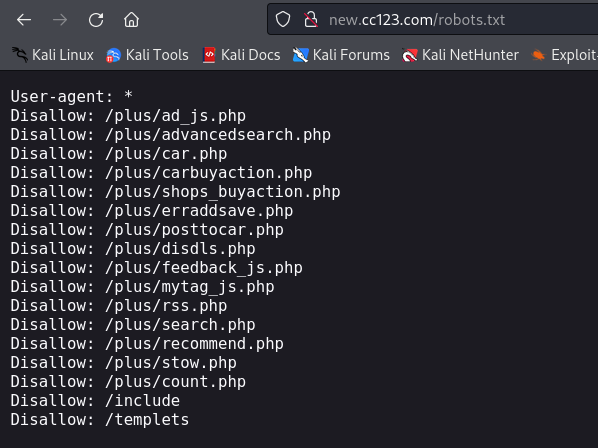 new.cc123.com/robots.txt
Kali Linux Kali Tools Kali Docs Kali Forums Kali NetHunter Exploit-
User-agent: *
Disallow: /plus/ad_js.php
Disallow: /plus/advancedsearch.php
Disallow: /plus/car.php
Disallow: /plus/carbuyaction.php
Disallow: /plus/shops_buyaction.php
Disallow: /plus/erraddsave.php
Disallow: /plus/posttocar.php
Disallow: /plus/disdls.php
Disallow: /plus/feedback_js.php
Disallow: /plus/mytag_js.php
Disallow: /plus/rss.php
Disallow: /plus/search.php
Disallow: /plus/recommend.php
Disallow: /plus/stow.php
Disallow: /plus/count.php
Disallow: /include
Disallow: /templets